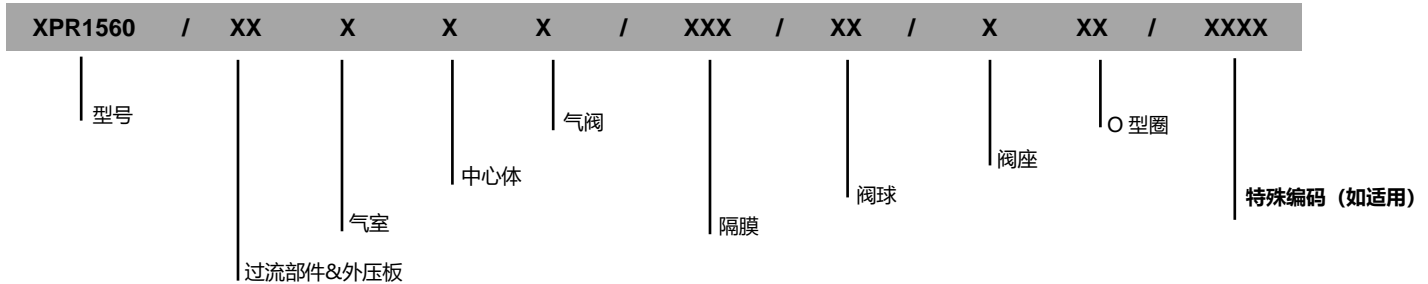 XPR1560 / XX X X X / XXX / XX / X XX / XXXX
型号
气阀
O 型圈
阀座
中心体
阀球
特殊编码（如适用）
气室
隔膜
过流部件&外压板